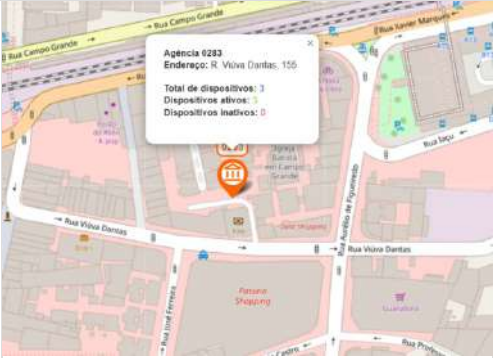 Rua Campo Grande
Rua Campo Grande
Rua Xavier Marques
Agência 0283
Endereço: R. Viúva Dantas, 155
Total de dispositivos: 3
Dispositivos ativos: 3
Dispositivos inativos: 0
Igreja
Batista
em Campo
Grande
Rua Iaçu
Rua Aurélio de Figueiredo
Rua Viúva Dantas
Rua Viúva Dantas
Passeio
Shopping
Guanabara
Rua José Ferreira